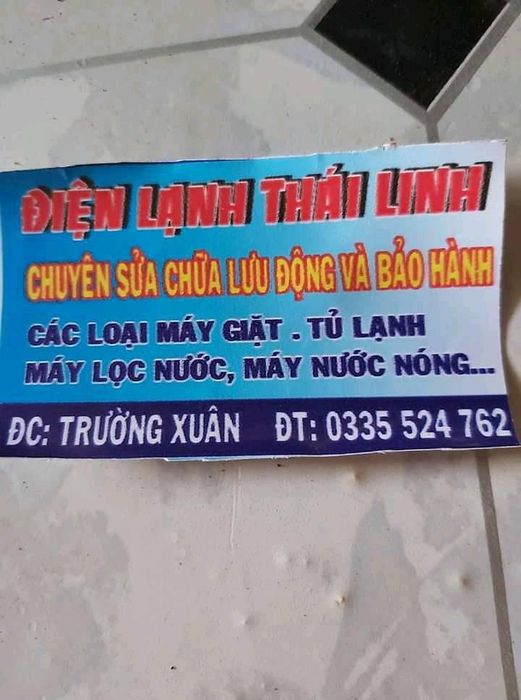 ĐIỆN LẠNH THÁI LINH
CHUYÊN SỬA CHỮA LƯU ĐỘNG VÀ BẢO HÀNH
CÁC LOẠI MÁY GIẶT . TỦ LẠNH
MÁY LỌC NƯỚC, MÁY NƯỚC NÓNG...
ĐC: TRƯỜNG XUÂN ĐT: 0335 524 762